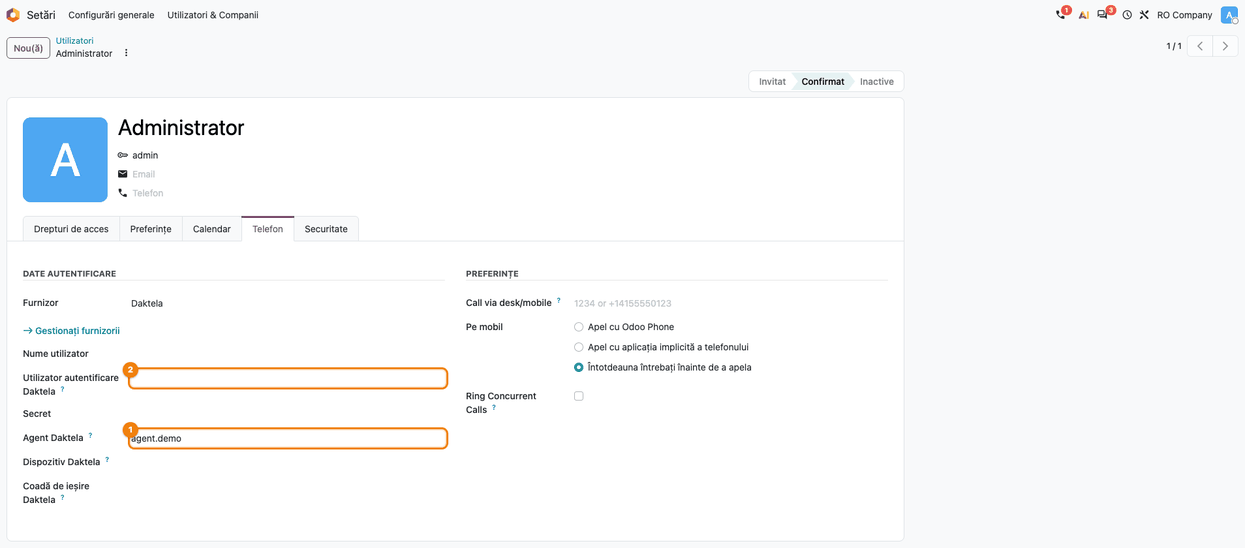 Setări Configurări generale Utilizatori & Companii 1 AI 3 RO Company A
Nou(ă) Utilizatori
Administrator
1 / 1
Invitat Confirmat Inactive
A
Administrator
admin
Email
Telefon
Drepturi de acces Preferințe Calendar Telefon Securitate
DATE AUTENTIFICARE
Furnizor Daktela
→ Gestionați furnizorii
Nume utilizator
Utilizator autentificare Daktela ?
2
Secret
Agent Daktela ? agent.demo
1
Dispozitiv Daktela ?
Coadă de ieșire
Daktela ?
PREFERINȚE
Call via desk/mobile ? 1234 or +14155550123
Pe mobil Apel cu Odoo Phone
Apel cu aplicația implicită a telefonului
Întotdeauna întrebați înainte de a apela
Ring Concurrent
Calls ?